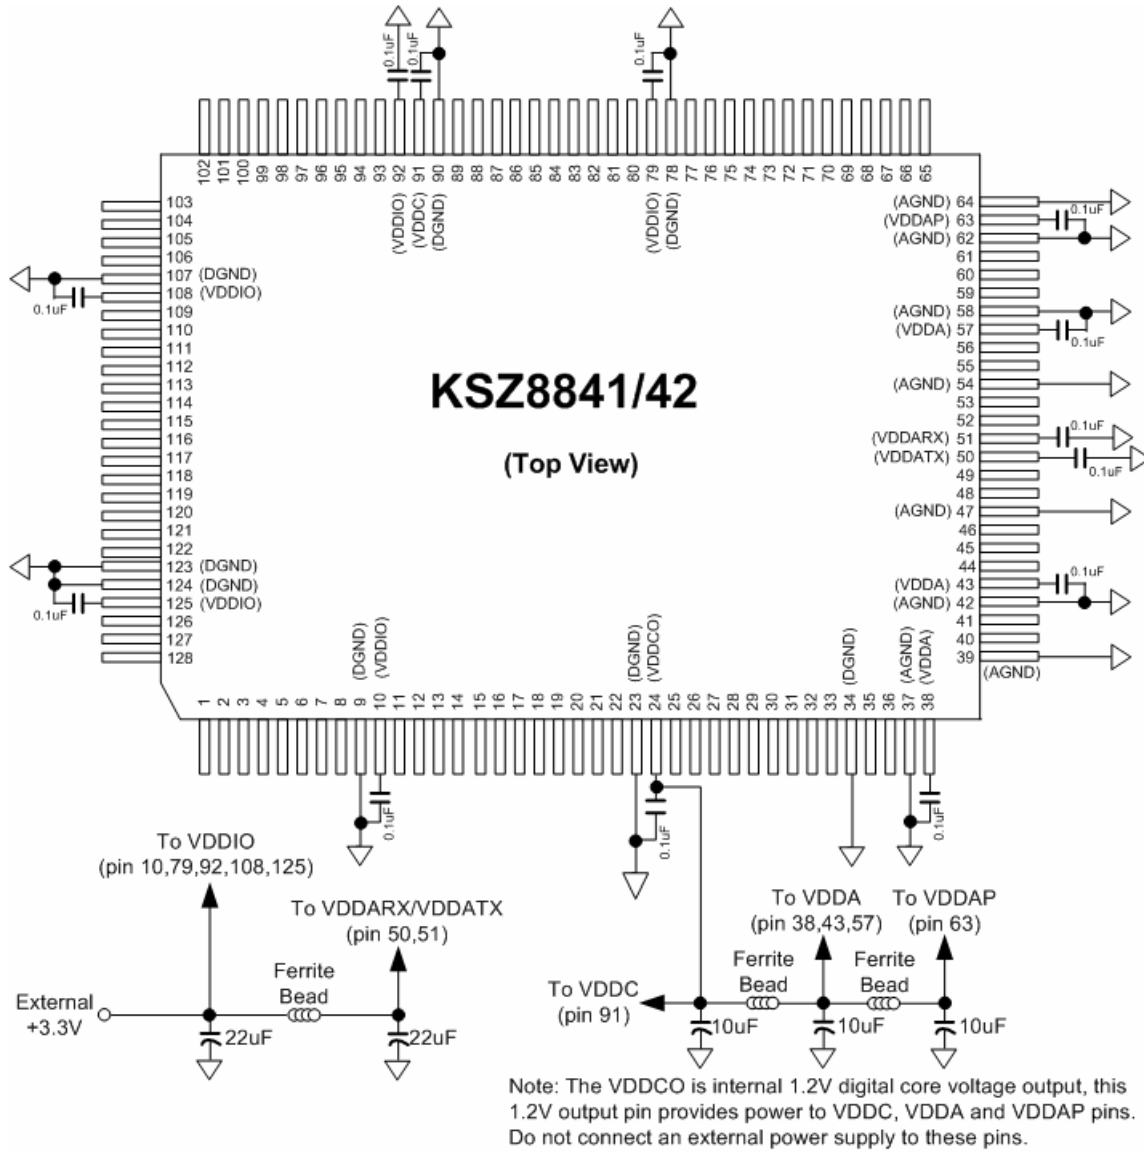 0.1uF
0.1uF
0.1uF
102 101 100 99 98 97 96 95 94 93 92 91 90 89 88 87 86 85 84 83 82 81 80 79 78 77 76 75 74 73 72 71 70 69 68 67 66 65
(VDDIO)
(VDDC)
(DGND)
(VDDIO)
(DGND)
103
104
105
106
107 (DGND)
108 (VDDIO)
0.1uF
109
110
111
112
113
114
115
116
117
118
119
120
121
122
123 (DGND)
124 (DGND)
125 (VDDIO)
0.1uF
126
127
128
KSZ8841/42
(Top View)
(AGND) 64
0.1uF
(VDDAP) 63
(AGND) 62
61
60
59
(AGND) 58
(VDDA) 57
0.1uF
56
55
(AGND) 54
53
52
0.1uF
(VDDARX) 51
(VDDATX) 50
0.1uF
49
48
(AGND) 47
46
45
44
0.1uF
(VDDA) 43
(AGND) 42
41
40
39
(AGND)
(DGND)
(VDDIO)
(DGND)
(VDDCO)
(DGND)
(AGND)
(VDDA)
1 2 3 4 5 6 7 8 9 10 11 12 13 14 15 16 17 18 19 20 21 22 23 24 25 26 27 28 29 30 31 32 33 34 35 36 37 38
0.1uF
0.1uF
0.1uF
To VDDIO
(pin 10,79,92,108,125)
To VDDARX/VDDATX
(pin 50,51)
Ferrite
Bead
External
+3.3V
22uF
22uF
To VDDA
(pin 38,43,57)
To VDDAP
(pin 63)
Ferrite
Bead
Ferrite
Bead
To VDDC
(pin 91)
10uF
10uF
10uF
Note: The VDDCO is internal 1.2V digital core voltage output, this
1.2V output pin provides power to VDDC, VDDA and VDDAP pins.
Do not connect an external power supply to these pins.